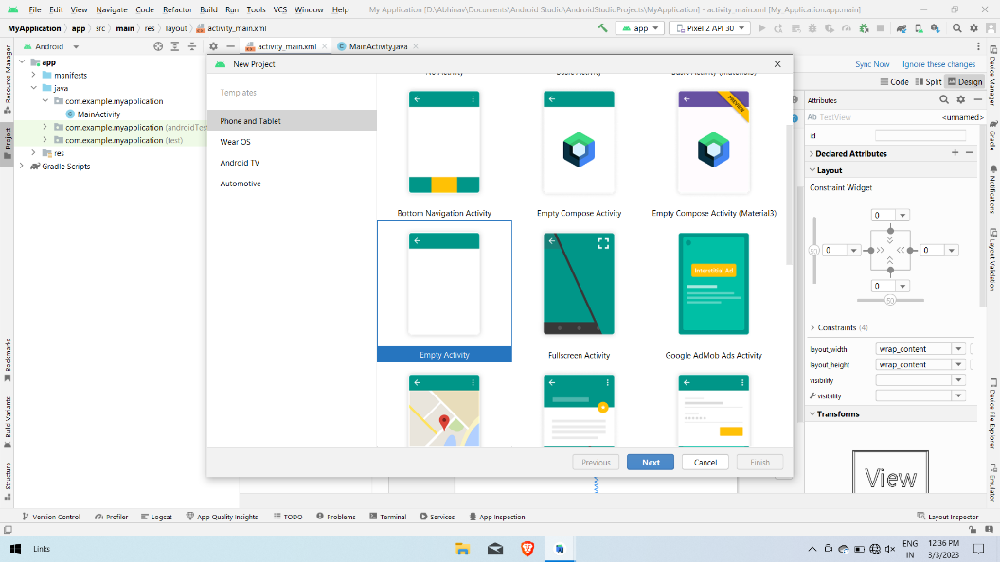 File Edit View Navigate Code Refactor Build Run Tools VCS Window Help My Application [D:\Abhinav\Documents\Android Studio\AndroidStudioProjects\MyApplication] - activity_main.xml [My_Application.app.main]
MyApplication app src main res layout activity_main.xml
app
Pixel 2 API 30
Android
activity_main.xml
MainActivity.java
Resource Manager
Project
Bookmarks
Build Variants
Structure
app
manifests
java
com.example.myapplication
MainActivity
com.example.myapplication (androidTes
com.example.myapplication (test)
res
Gradle Scripts
New Project
Templates
Phone and Tablet
Wear OS
Android TV
Automotive
PREVIEW
Bottom Navigation Activity
Empty Compose Activity
Empty Compose Activity (Material3)
Interstitial Ad
Empty Activity
Fullscreen Activity
Google AdMob Ads Activity
Previous
Next
Cancel
Finish
Sync Now Ignore these changes
Code Split Design
Attributes
Ab TextView <unnamed>
id
Declared Attributes
Layout
Constraint Widget
0
0
0
0
50
50
Constraints (4)
layout_width wrap_content
layout_height wrap_content
visibility
visibility
Transforms
View
Device Manager
Gradle
Notifications
Layout Validation
Device File Explorer
Emulator
Version Control Profiler Logcat App Quality Insights TODO Problems Terminal Services App Inspection Layout Inspector
Links
ENG
IN
12:36 PM
3/3/2023